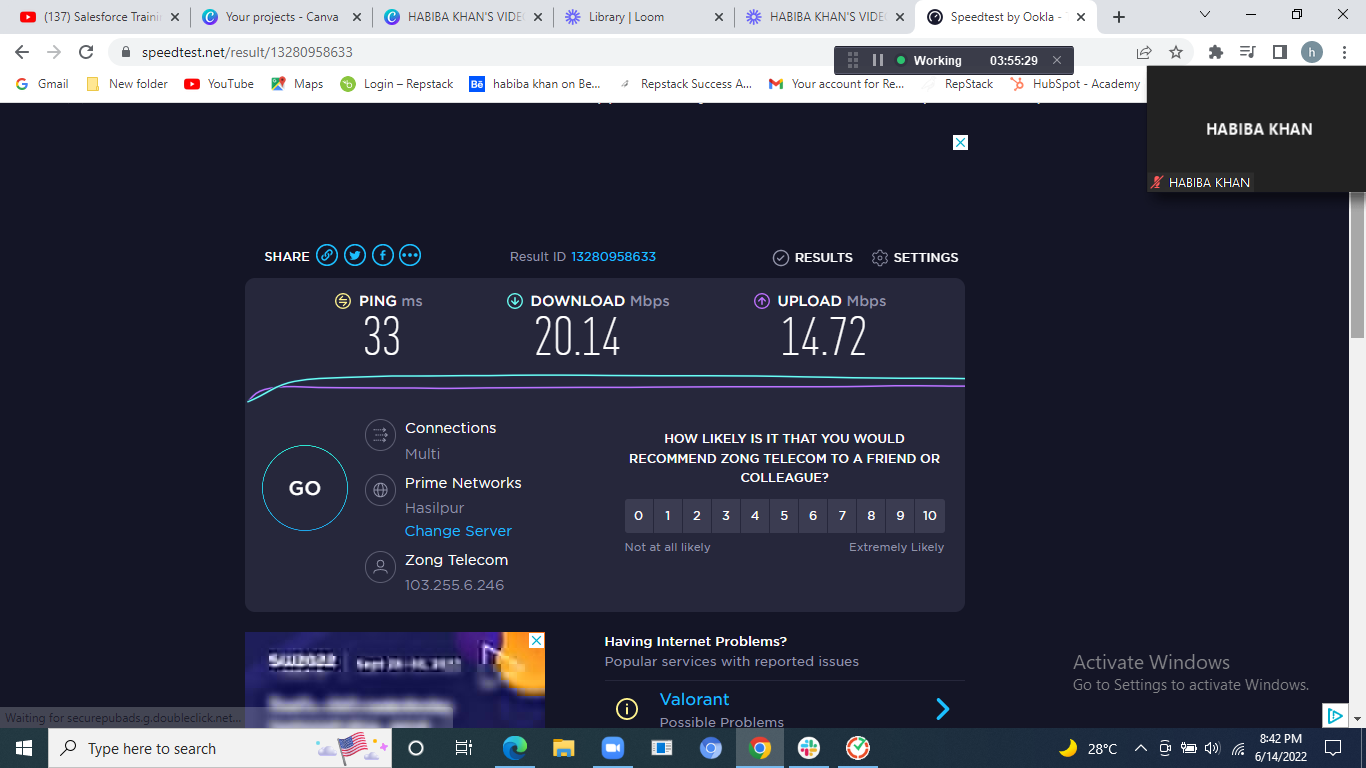 (137) Salesforce Traini
Your projects - Canva
HABIBA KHAN'S VIDE
Library | Loom
HABIBA KHAN'S VIDE
Speedtest by Ookla -
speedtest.net/result/13280958633
Working
03:55:29
h
Gmail
New folder
YouTube
Maps
Login – Repstack
Bē
habiba khan on Be...
Repstack Success A...
Your account for Re...
RepStack
HubSpot - Academy
HABIBA KHAN
HABIBA KHAN
SHARE
Result ID 13280958633
RESULTS
SETTINGS
PING ms
33
DOWNLOAD Mbps
20.14
UPLOAD Mbps
14.72
GO
Connections
Multi
Prime Networks
Hasilpur
Change Server
Zong Telecom
103.255.6.246
HOW LIKELY IS IT THAT YOU WOULD
RECOMMEND ZONG TELECOM TO A FRIEND OR
COLLEAGUE?
0 1 2 3 4 5 6 7 8 9 10
Not at all likely
Extremely Likely
Having Internet Problems?
Popular services with reported issues
Valorant
Possible Problems
Activate Windows
Go to Settings to activate Windows.
Waiting for securepubads.g.doubleclick.net...
Type here to search
28°C
8:42 PM
6/14/2022